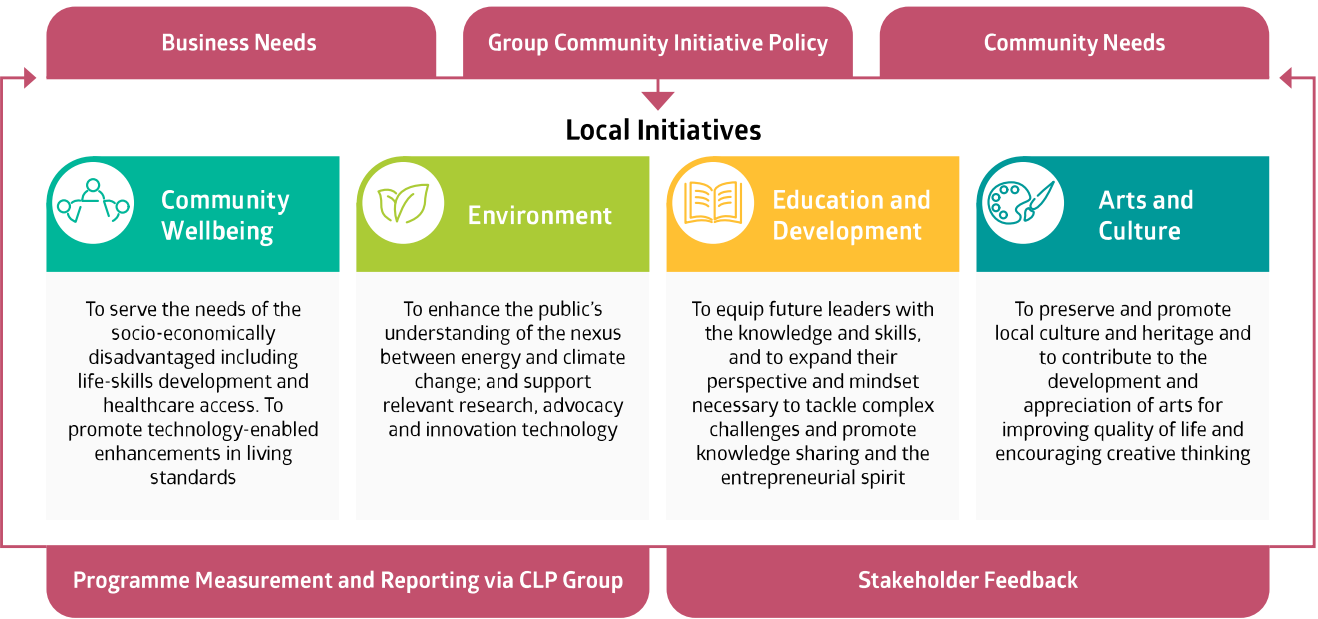 Business Needs
Group Community Initiative Policy
Community Needs
Local Initiatives
Community
Wellbeing
To serve the needs of the
socio-economically
disadvantaged including
life-skills development and
healthcare access. To
promote technology-enabled
enhancements in living
standards
Environment
To enhance the public’s
understanding of the nexus
between energy and climate
change; and support
relevant research, advocacy
and innovation technology
Education and
Development
To equip future leaders with
the knowledge and skills,
and to expand their
perspective and mindset
necessary to tackle complex
challenges and promote
knowledge sharing and the
entrepreneurial spirit
Arts and
Culture
To preserve and promote
local culture and heritage and
to contribute to the
development and
appreciation of arts for
improving quality of life and
encouraging creative thinking
Programme Measurement and Reporting via CLP Group
Stakeholder Feedback